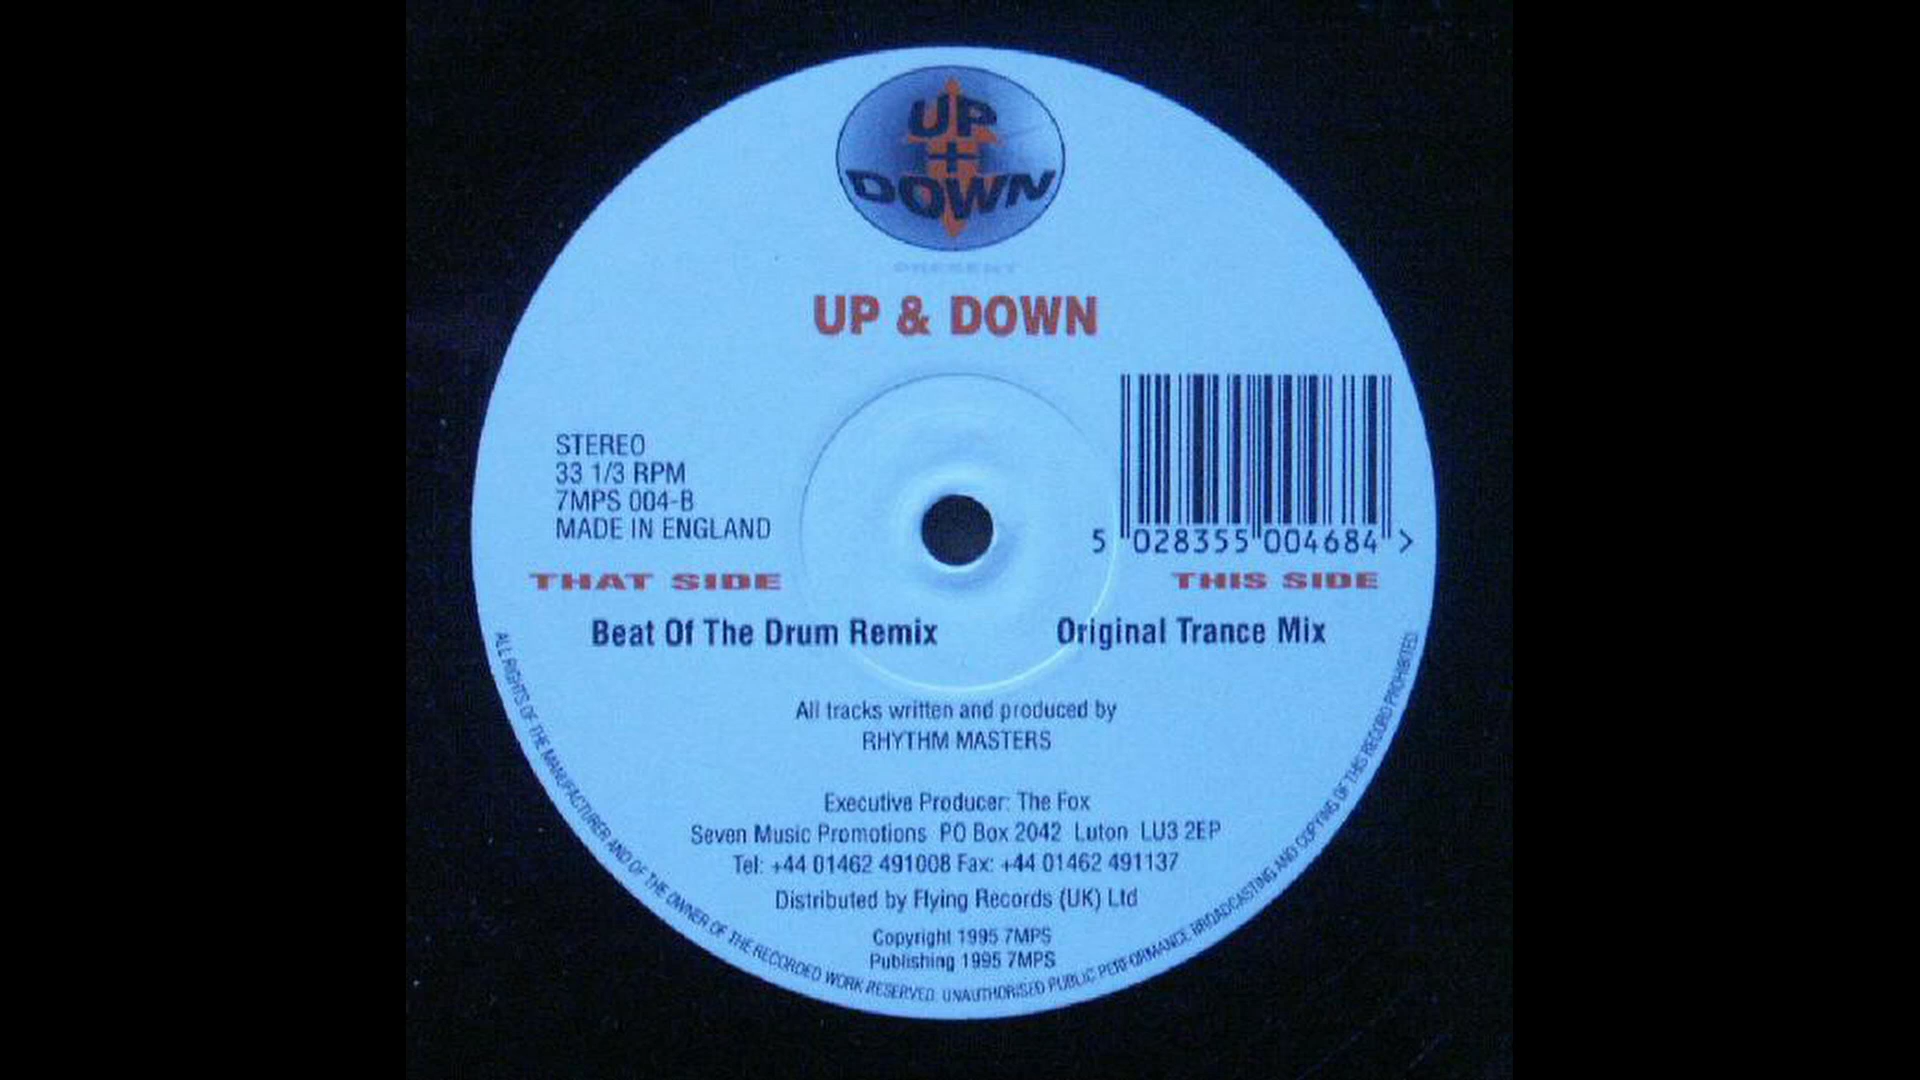 UP
+
DOWN
PRESENT
UP & DOWN
STEREO
33 1/3 RPM
7MPS 004-B
MADE IN ENGLAND
5 028355 004684 >
THAT SIDE
Beat Of The Drum Remix
THIS SIDE
Original Trance Mix
All tracks written and produced by
RHYTHM MASTERS
Executive Producer: The Fox
Seven Music Promotions PO Box 2042 Luton LU3 2EP
Tel: +44 01462 491008 Fax: +44 01462 491137
Distributed by Flying Records (UK) Ltd
Copyright 1995 7MPS
Publishing 1995 7MPS
ALL RIGHTS OF THE MANUFACTURER AND OF THE OWNER OF THE RECORDED WORK RESERVED. UNAUTHORISED PUBLIC PERFORMANCE BROADCASTING AND COPYING OF THIS RECORD PROHIBITED